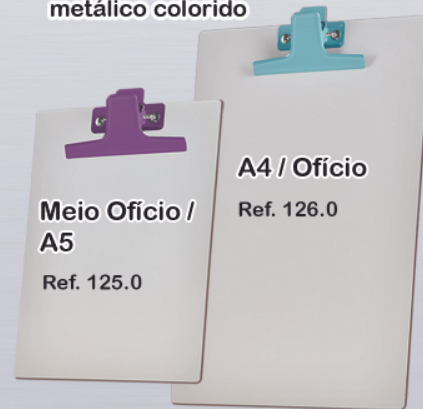 metálico colorido
A4 / Ofício
Ref. 126.0
Meio Ofício /
A5
Ref. 125.0